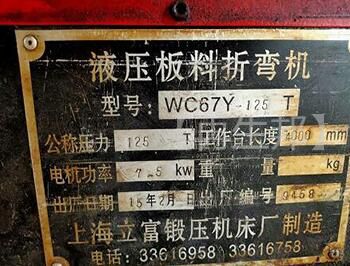 液压板料折弯机
型号: WC67Y-125 T
公称压力 125 T 工作台长度 4000 mm
电机功率 7.5 kw 重 量 kg
出厂日期 15年2月 出厂编号 9458
上海立富锻压机床厂制造
电话: 33616958 33616758